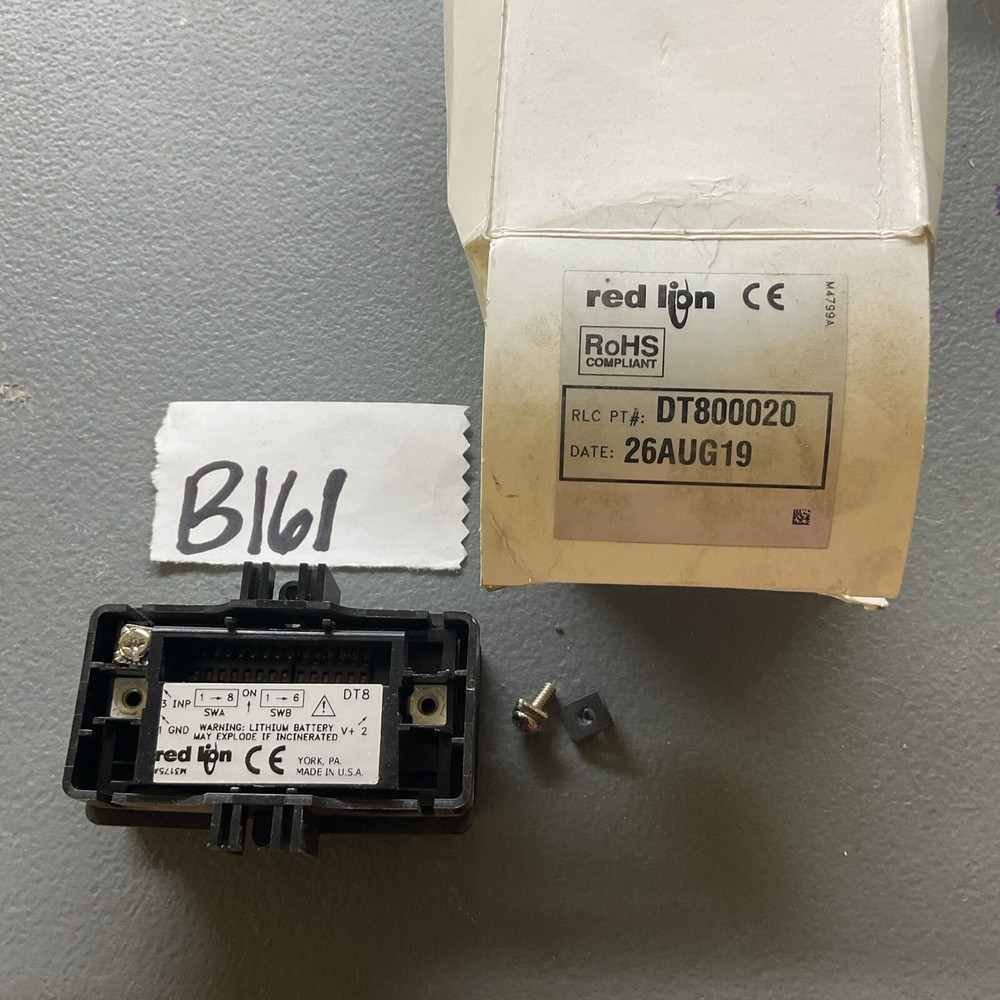 red lion CE
M4799A
RoHS
COMPLIANT
RLC PT#: DT800020
DATE: 26AUG19
B161
3 INP 1→8 ON 1→6 DT8
SWA ↑ SWB
1 GND WARNING: LITHIUM BATTERY V+ 2
MAY EXPLODE IF INCINERATED
red lion CE YORK, PA.
MADE IN U.S.A.
M3175A